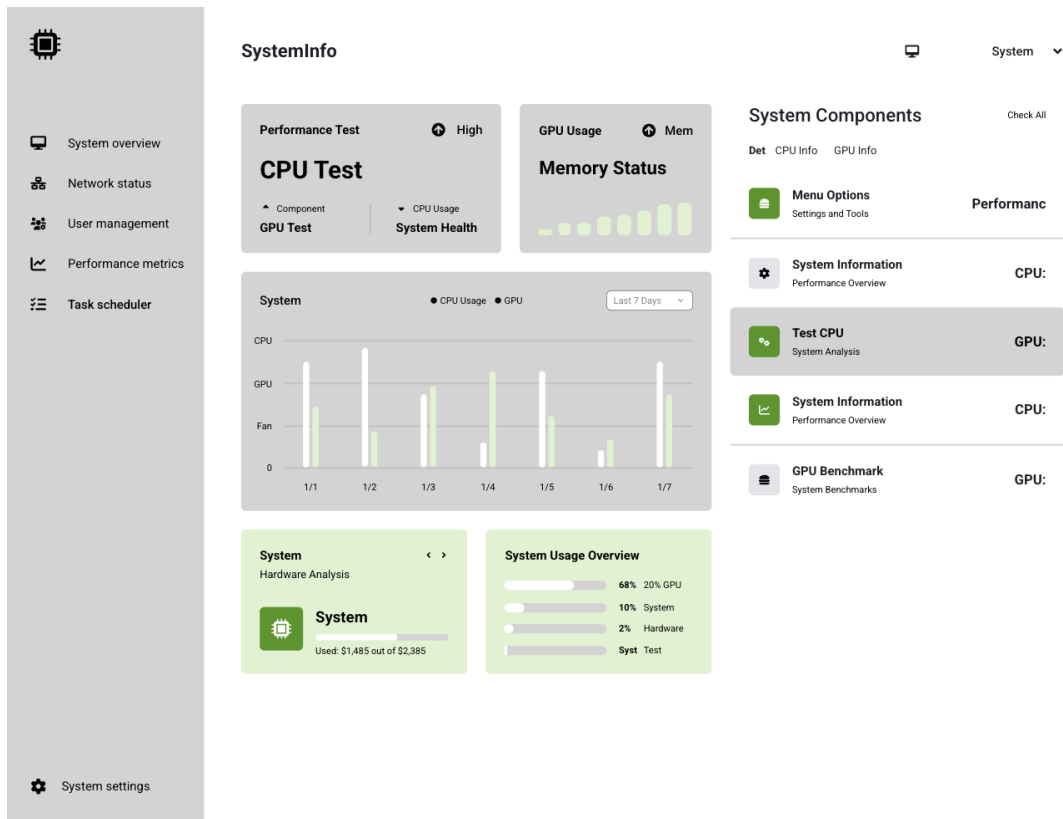 SystemInfo
System
System overview
Network status
User management
Performance metrics
Task scheduler
System settings
Performance Test
High
CPU Test
Component
CPU Usage
GPU Test
System Health
GPU Usage
Mem
Memory Status
System
CPU Usage
GPU
Last 7 Days
CPU
GPU
Fan
0
1/1
1/2
1/3
1/4
1/5
1/6
1/7
System
Hardware Analysis
System
Used: $1,485 out of $2,385
System Usage Overview
68% 20% GPU
10% System
2% Hardware
Syst Test
System Components
Check All
Det CPU Info GPU Info
Menu Options
Settings and Tools
Performanc
System Information
Performance Overview
CPU:
Test CPU
System Analysis
GPU:
System Information
Performance Overview
CPU:
GPU Benchmark
System Benchmarks
GPU: